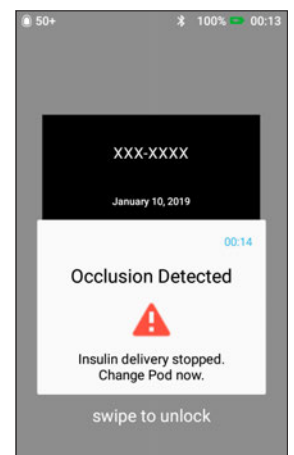 50+ 100% 00:13
XXX-XXXX
January 10, 2019
00:14
Occlusion Detected
Insulin delivery stopped.
Change Pod now.
swipe to unlock